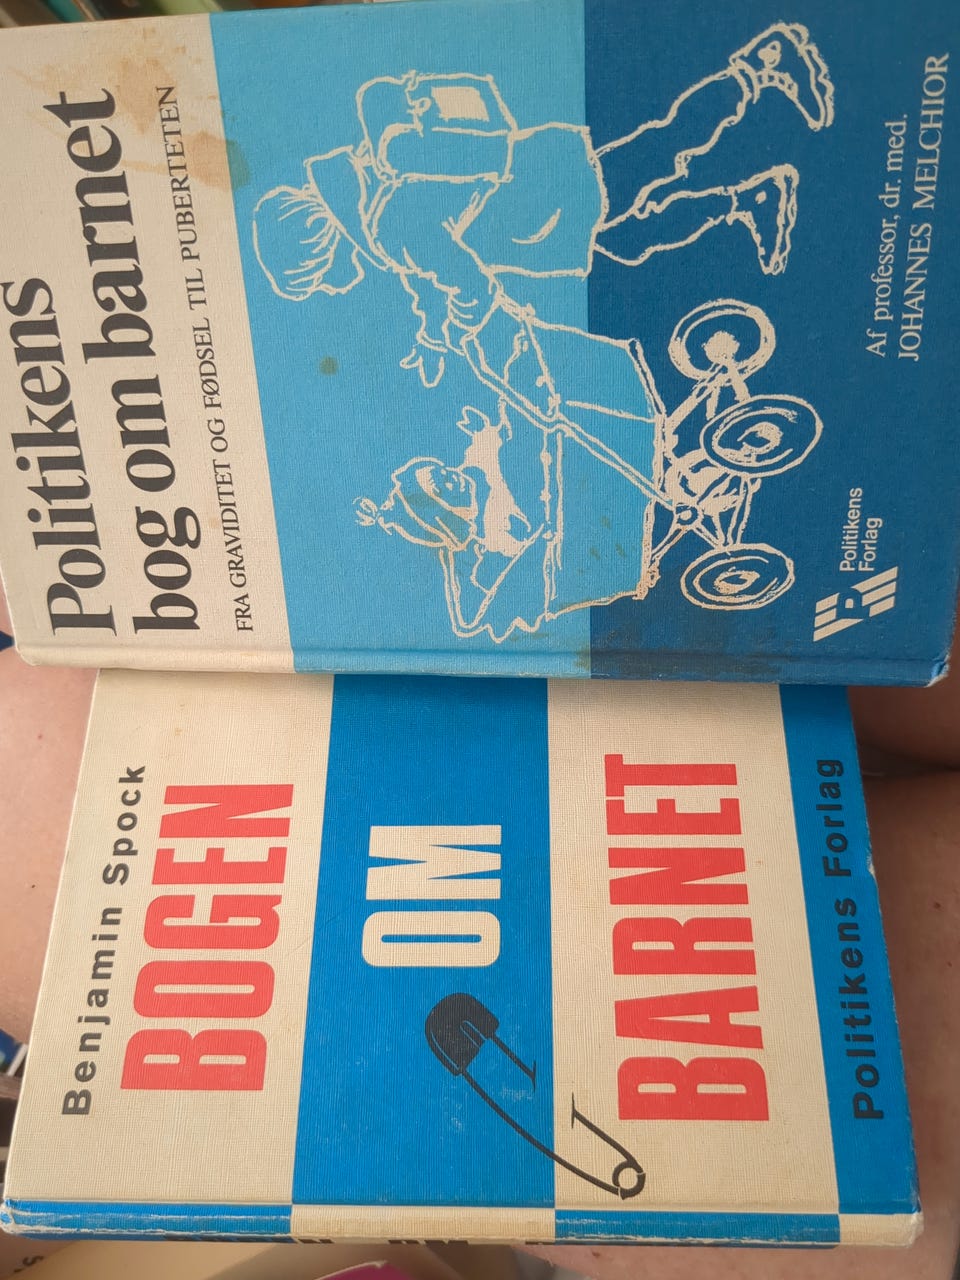 Politikens
bog om barnet
FRA GRAVIDITET OG FØDSEL TIL PUBERTETEN
Af professor, dr. med.
JOHANNES MELCHIOR
Politikens
Forlag
Benjamin Spock
BOGEN
OM
BARNET
Politikens Forlag